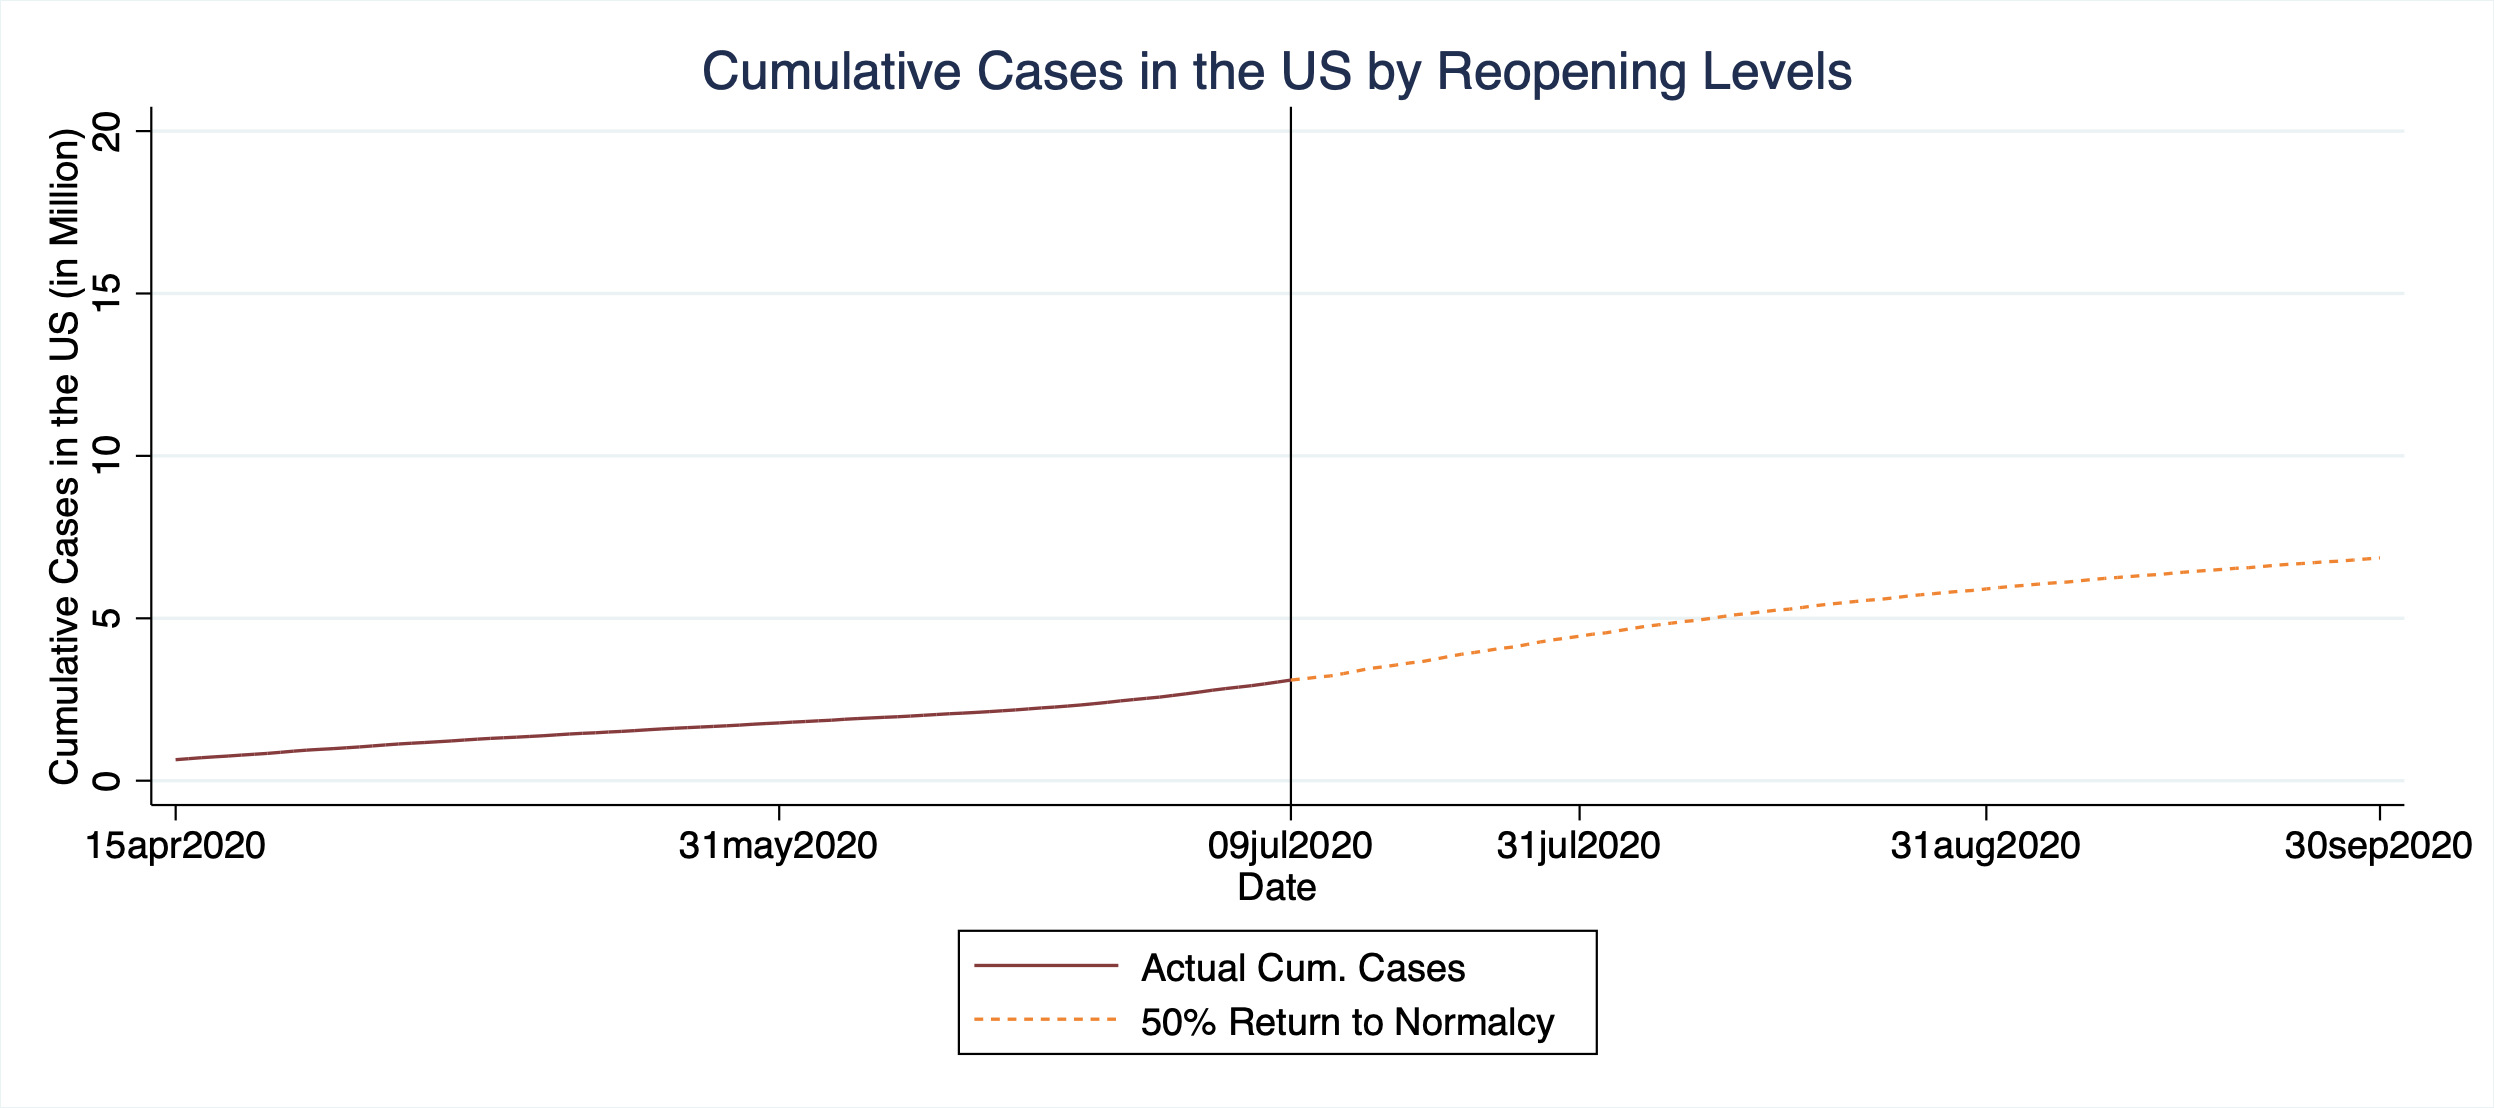 Cumulative Cases in the US by Reopening Levels
Cumulative Cases in the US (in Million)
20
15
10
5
0
15apr2020 31may2020 09jul2020 31jul2020 31aug2020 30sep2020
Date
Actual Cum. Cases
50% Return to Normalcy